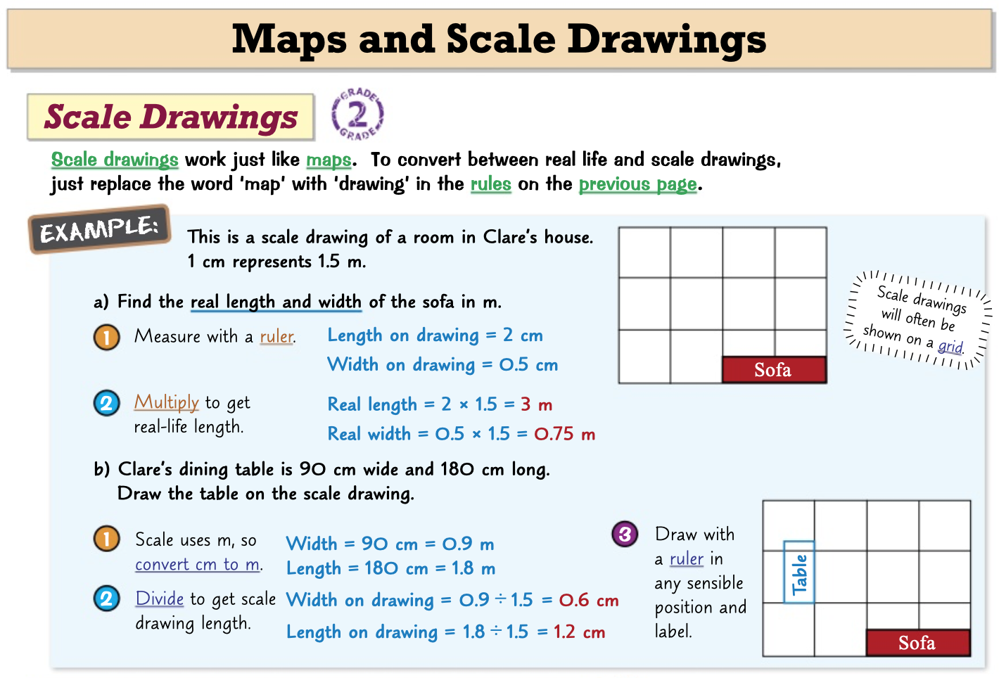 Maps and Scale Drawings
Scale Drawings
GRADE
2
GRADE
Scale drawings work just like maps. To convert between real life and scale drawings,
just replace the word 'map' with 'drawing' in the rules on the previous page.
EXAMPLE:
This is a scale drawing of a room in Clare's house.
1 cm represents 1.5 m.
a) Find the real length and width of the sofa in m.
1 Measure with a ruler.
Length on drawing = 2 cm
Width on drawing = 0.5 cm
2 Multiply to get
real-life length.
Real length = 2 × 1.5 = 3 m
Real width = 0.5 × 1.5 = 0.75 m
Sofa
Scale drawings
will often be
shown on a grid.
b) Clare's dining table is 90 cm wide and 180 cm long.
Draw the table on the scale drawing.
1 Scale uses m, so
convert cm to m.
Width = 90 cm = 0.9 m
Length = 180 cm = 1.8 m
2 Divide to get scale
drawing length.
Width on drawing = 0.9 ÷ 1.5 = 0.6 cm
Length on drawing = 1.8 ÷ 1.5 = 1.2 cm
3 Draw with
a ruler in
any sensible
position and
label.
Table
Sofa